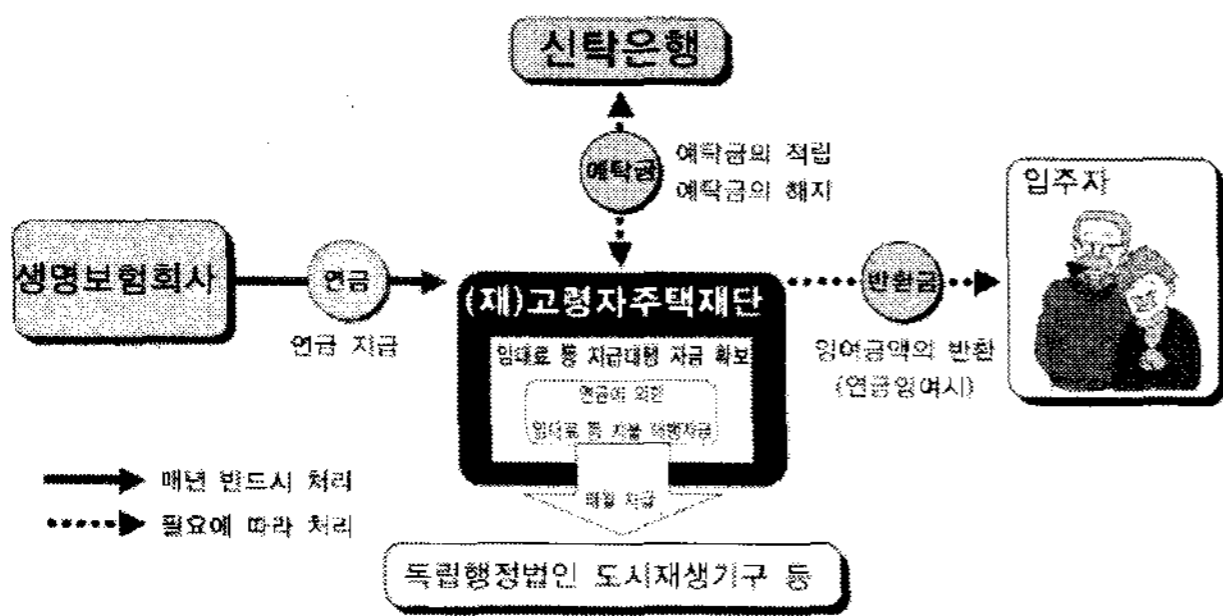 신탁은행
예탁금
예탁금의 적립
예탁금의 해지
입주자
생명보험회사
연금
연금 지급
(재)고령자주택재단
임대료 등 지급대행 자금 확보
연금에 의한
임대료 등 지불 대행자금
매월 지급
반환금
잉여금액의 반환
(연금잉여시)
매년 반드시 처리
필요에 따라 처리
독립행정법인 도시재생기구 등